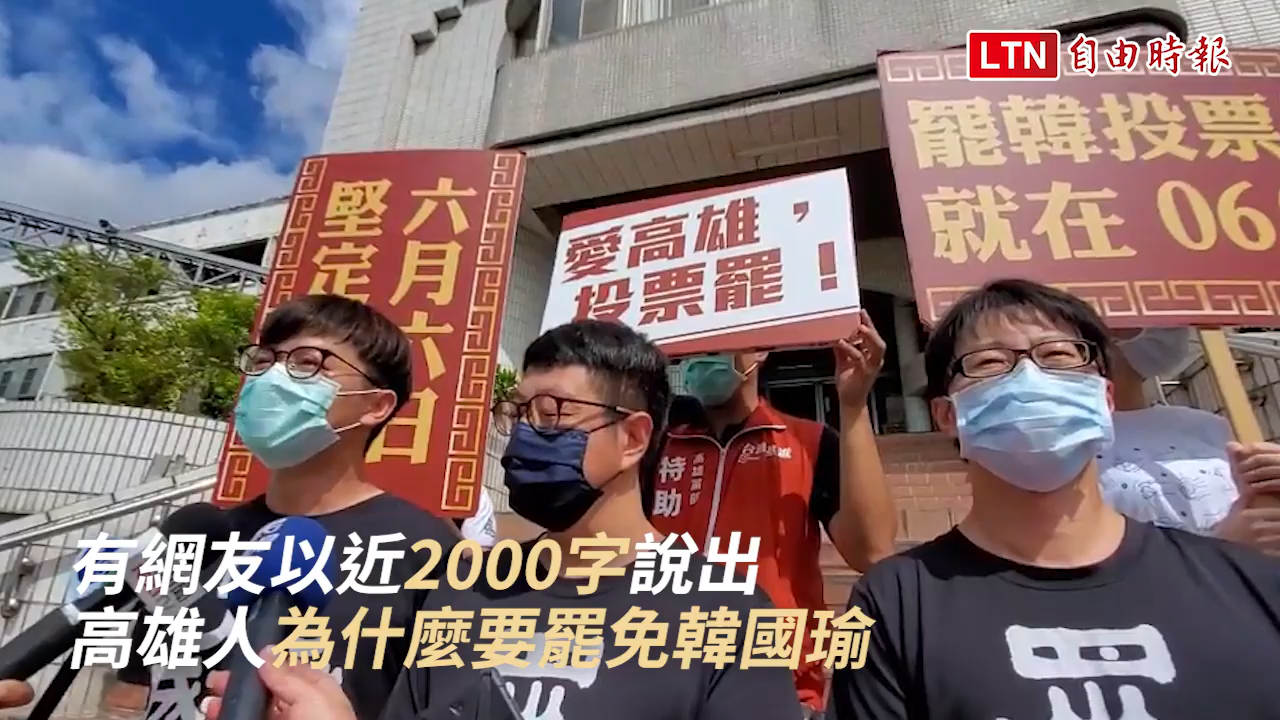 LTN 自由時報
六月六日
堅定
愛高雄，
投票罷！
罷韓投票
就在 06
特助
有網友以近2000字說出
高雄人為什麼要罷免韓國瑜